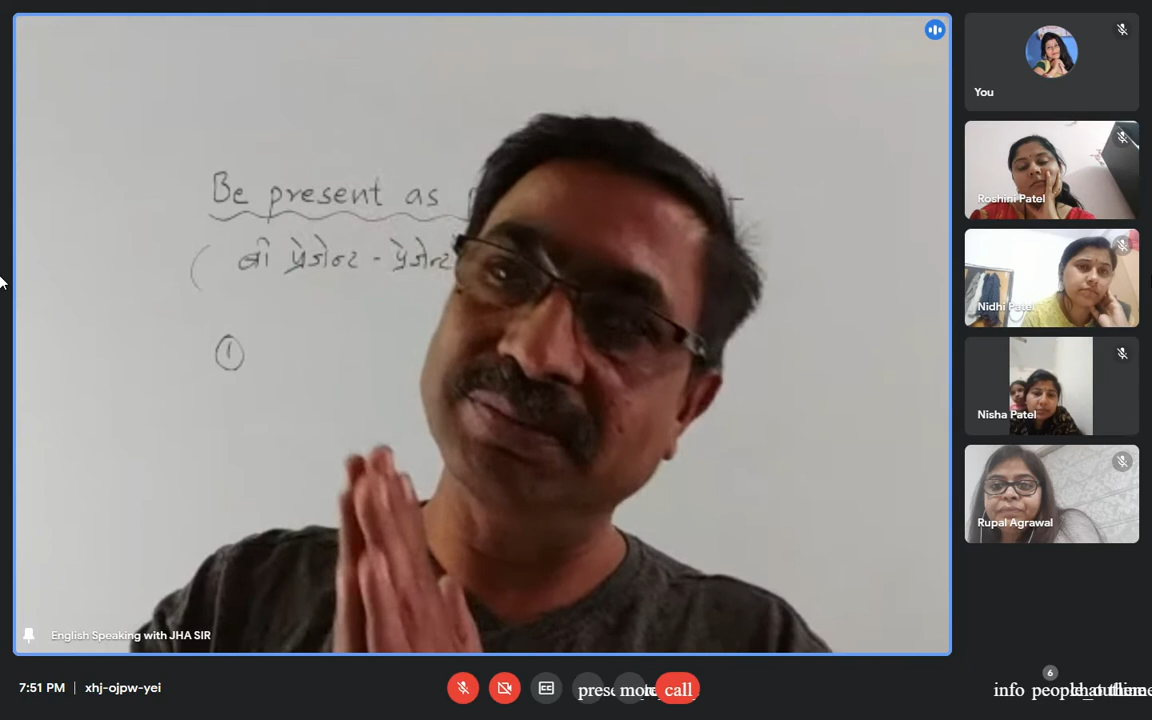 You
Be present as
Roshini Patel
( बी प्रेजेन्ट - प्रेजेन्ट
Nidhi Patel
①
Nisha Patel
Rupal Agrawal
English Speaking with JHA SIR
7:51 PM | xhj-ojpw-yei
CC
call
6
info